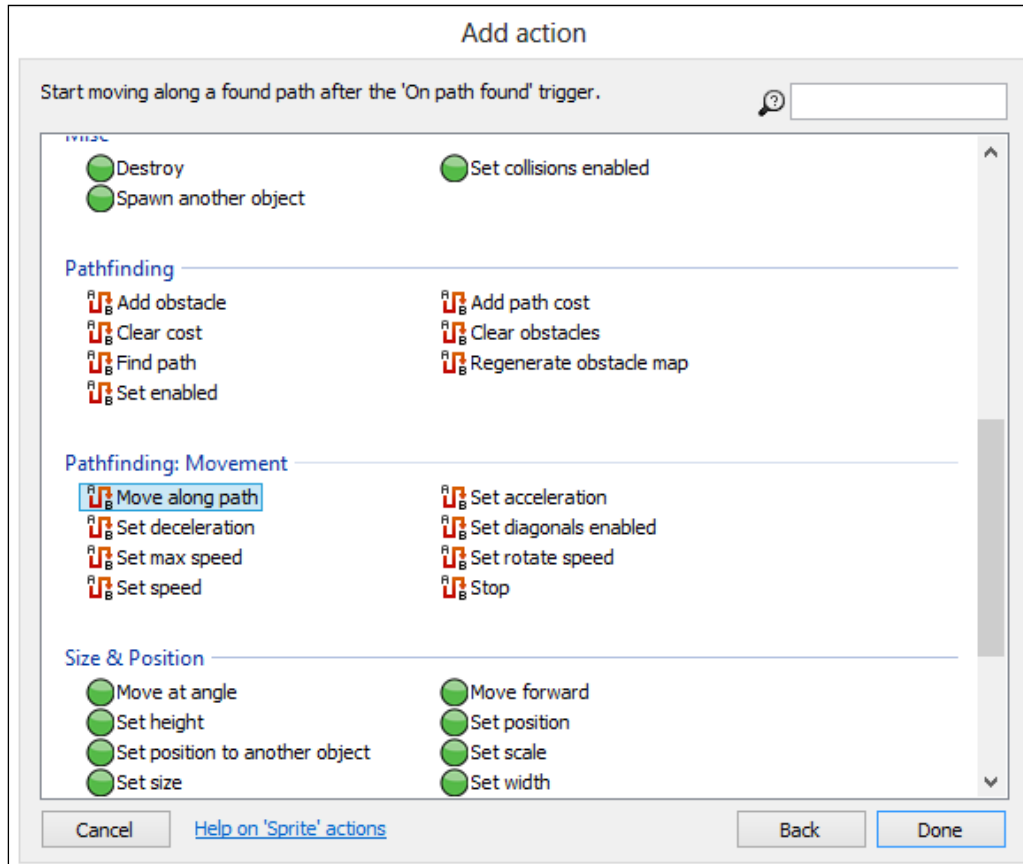 Add action
Start moving along a found path after the 'On path found' trigger.
Misc
Destroy Set collisions enabled
Spawn another object
Pathfinding
Add obstacle Add path cost
Clear cost Clear obstacles
Find path Regenerate obstacle map
Set enabled
Pathfinding: Movement
Move along path Set acceleration
Set deceleration Set diagonals enabled
Set max speed Set rotate speed
Set speed Stop
Size & Position
Move at angle Move forward
Set height Set position
Set position to another object Set scale
Set size Set width
Cancel Help on 'Sprite' actions Back Done